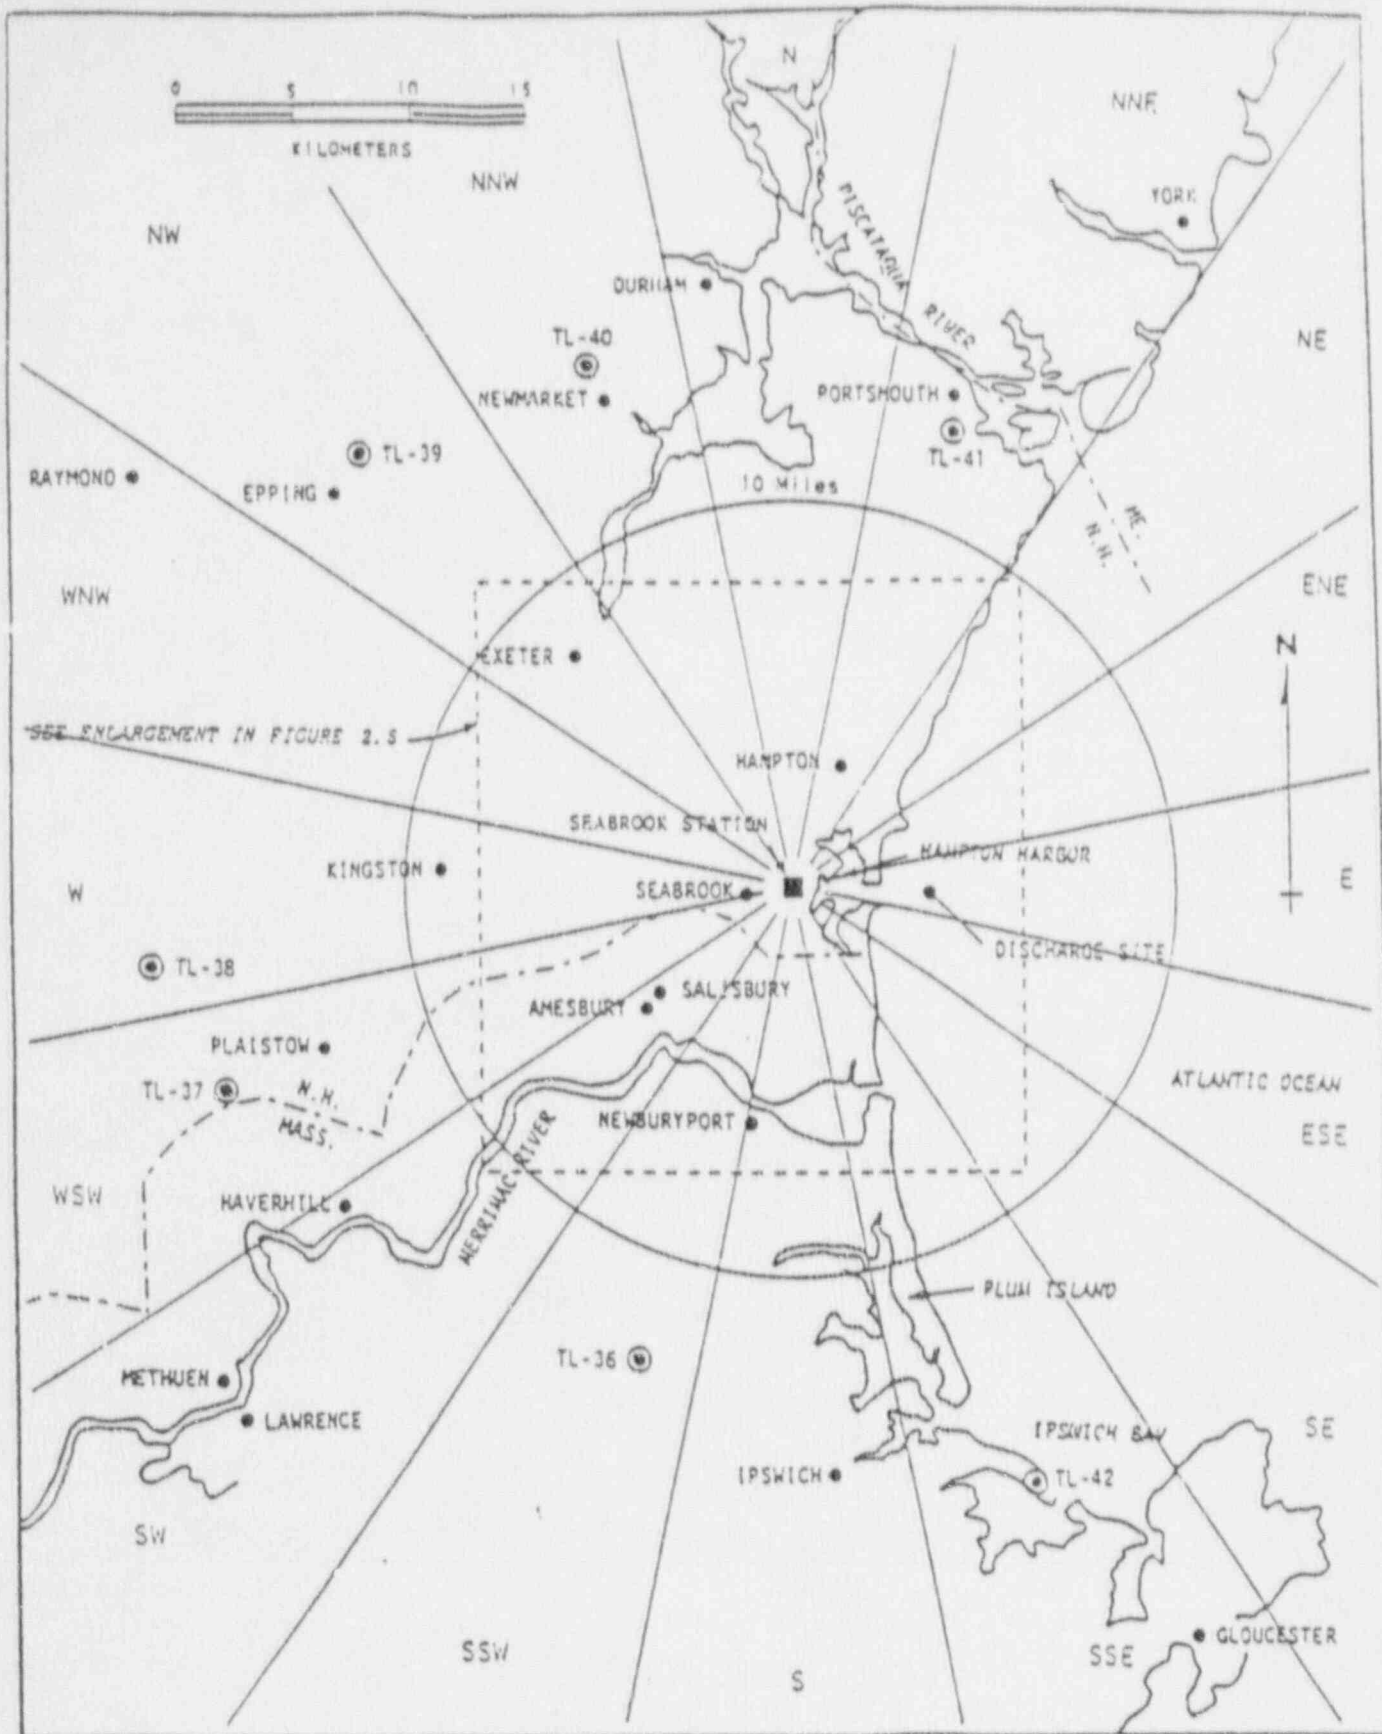 N
0 5 10 15
KILOMETERS
NNE
NNW
YORK
NW
PISCATAQUA RIVER
DURHAM
TL-40
NE
NEWMARKET
PORTSMOUTH
TL-39
TL-41
RAYMOND
EPPING
10 Miles
ME.
N.H.
WNW
ENE
EXETER
N
SEE ENLARGEMENT IN FIGURE 2.5
HAMPTON
SEABROOK STATION
HAMPTON HARBOR
KINGSTON
W
SEABROOK
E
DISCHARGE SITE
TL-38
SALISBURY
AMESBURY
PLAISTOW
TL-37
N.H.
MASS.
ATLANTIC OCEAN
NEWBURYPORT
ESE
MERRIMAC RIVER
WSW
HAVERHILL
PLUM ISLAND
TL-36
METHUEN
LAWRENCE
IPSWICH BAY
SE
IPSWICH
TL-42
SW
SSW
SSE
GLOUCESTER
S